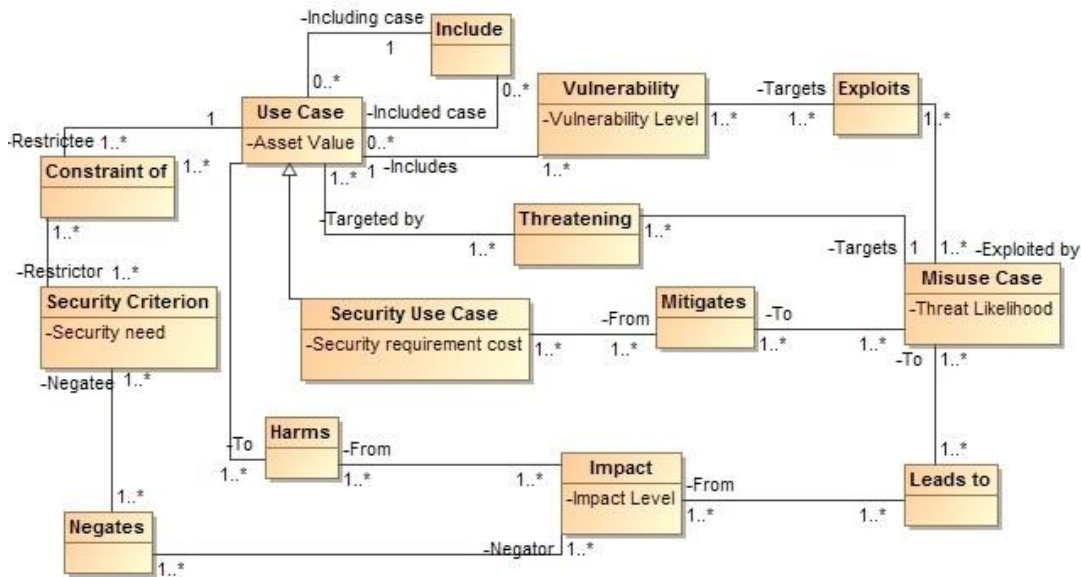 -Including case
Include
1
0..*
0..*
Vulnerability
-Vulnerability Level
-Targets
Exploits
1..*
1..*
1..*
Use Case
-Asset Value
-Included case
0..*
1
-Restrictee
1..*
1..*
1
-Includes
1..*
1..*
Constraint of
1..*
-Targeted by
1..*
Threatening
1..*
-Targets
1
1..*
-Exploited by
-Restrictor
1..*
Security Criterion
-Security need
Security Use Case
-Security requirement cost
1..*
-From
1..*
Mitigates
-To
1..*
1..*
Misuse Case
-Threat Likelihood
-To
1..*
-Negatee
1..*
-To
1..*
Harms
-From
1..*
1..*
Impact
-Impact Level
-From
1..*
1..*
1..*
Leads to
1..*
Negates
1..*
-Negator
1..*